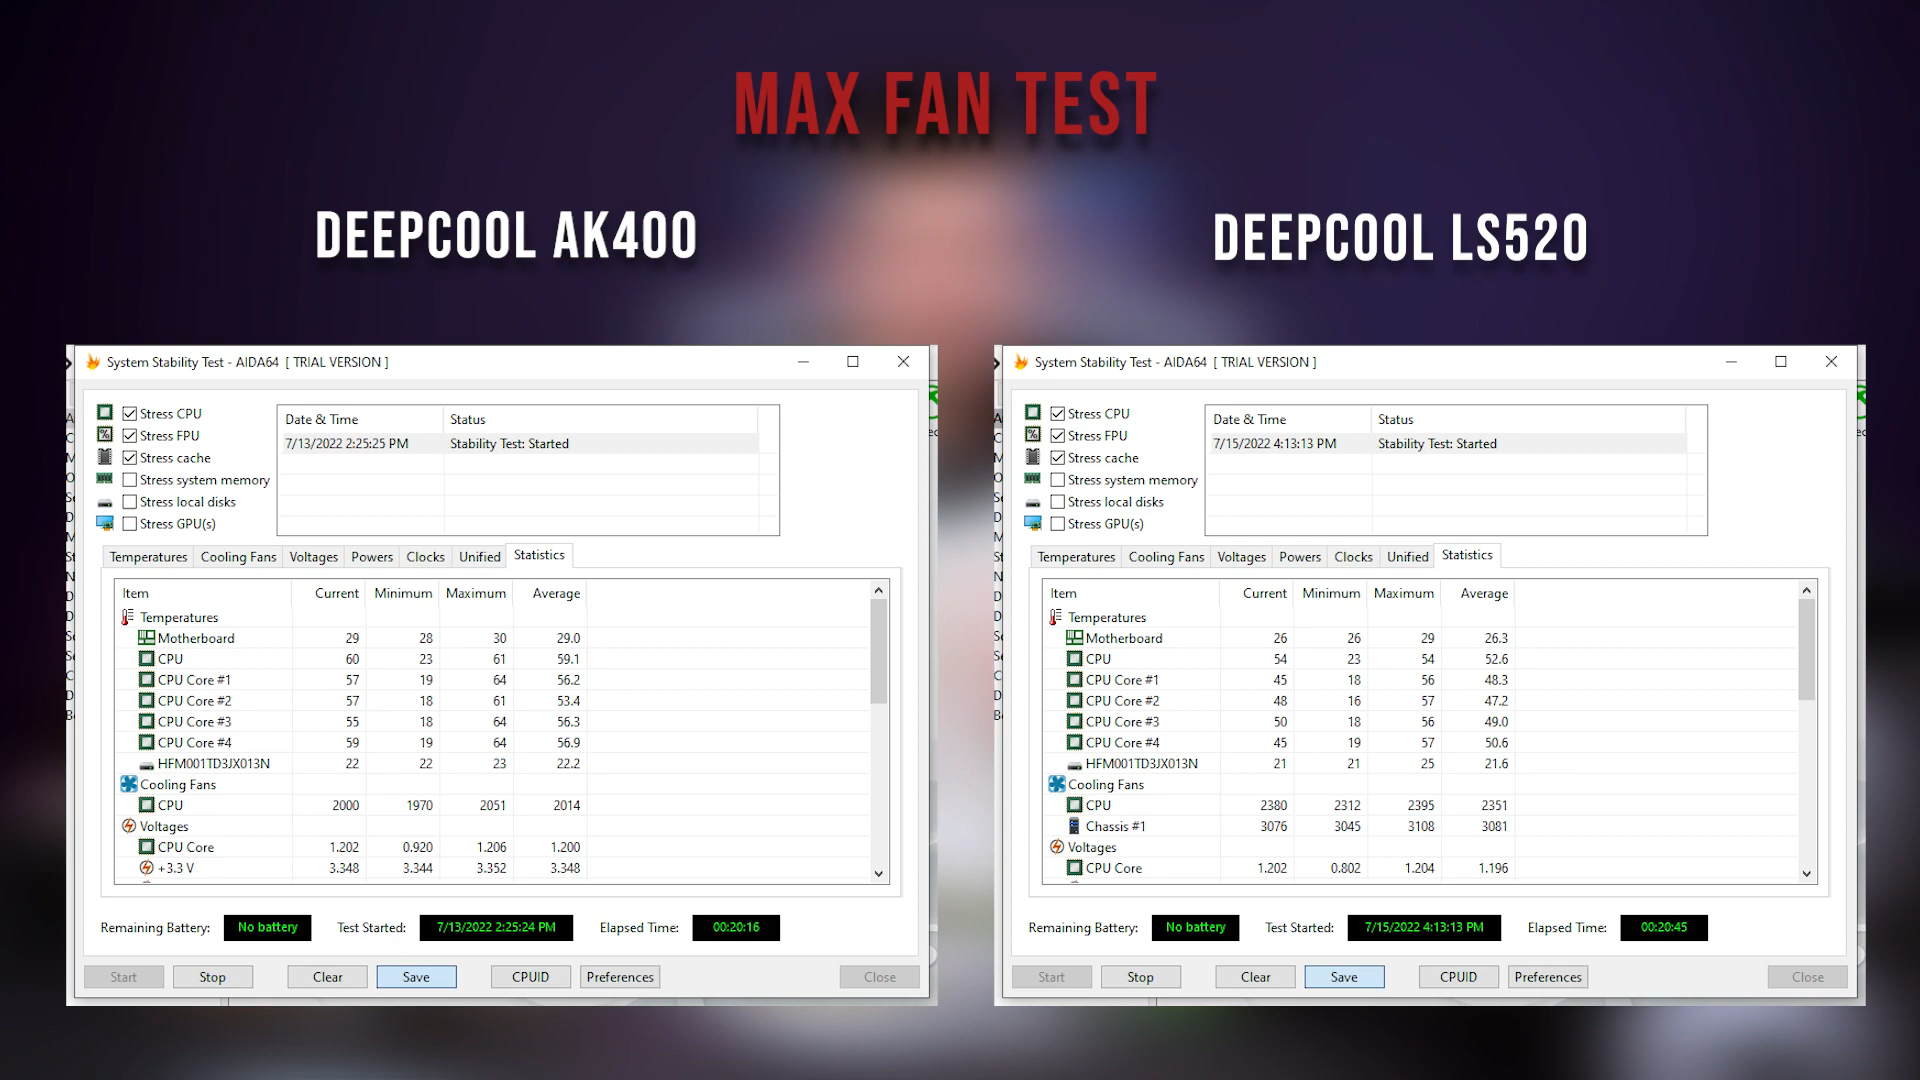 MAX FAN TEST
DEEPCOOL AK400
DEEPCOOL LS520
System Stability Test - AIDA64 [ TRIAL VERSION ]
Stress CPU
Stress FPU
Stress cache
Stress system memory
Stress local disks
Stress GPU(s)
Date & Time Status
7/13/2022 2:25:25 PM Stability Test: Started
Temperatures Cooling Fans Voltages Powers Clocks Unified Statistics
Item Current Minimum Maximum Average
Temperatures
Motherboard 29 28 30 29.0
CPU 60 23 61 59.1
CPU Core #1 57 19 64 56.2
CPU Core #2 57 18 61 53.4
CPU Core #3 55 18 64 56.3
CPU Core #4 59 19 64 56.9
HFM001TD3JX013N 22 22 23 22.2
Cooling Fans
CPU 2000 1970 2051 2014
Voltages
CPU Core 1.202 0.920 1.206 1.200
+3.3 V 3.348 3.344 3.352 3.348
Remaining Battery: No battery Test Started: 7/13/2022 2:25:24 PM Elapsed Time: 00:20:16
Start Stop Clear Save CPUID Preferences Close
System Stability Test - AIDA64 [ TRIAL VERSION ]
Stress CPU
Stress FPU
Stress cache
Stress system memory
Stress local disks
Stress GPU(s)
Date & Time Status
7/15/2022 4:13:13 PM Stability Test: Started
Temperatures Cooling Fans Voltages Powers Clocks Unified Statistics
Item Current Minimum Maximum Average
Temperatures
Motherboard 26 26 29 26.3
CPU 54 23 54 52.6
CPU Core #1 45 18 56 48.3
CPU Core #2 48 16 57 47.2
CPU Core #3 50 18 56 49.0
CPU Core #4 45 19 57 50.6
HFM001TD3JX013N 21 21 25 21.6
Cooling Fans
CPU 2380 2312 2395 2351
Chassis #1 3076 3045 3108 3081
Voltages
CPU Core 1.202 0.802 1.204 1.196
Remaining Battery: No battery Test Started: 7/15/2022 4:13:13 PM Elapsed Time: 00:20:45
Start Stop Clear Save CPUID Preferences Close